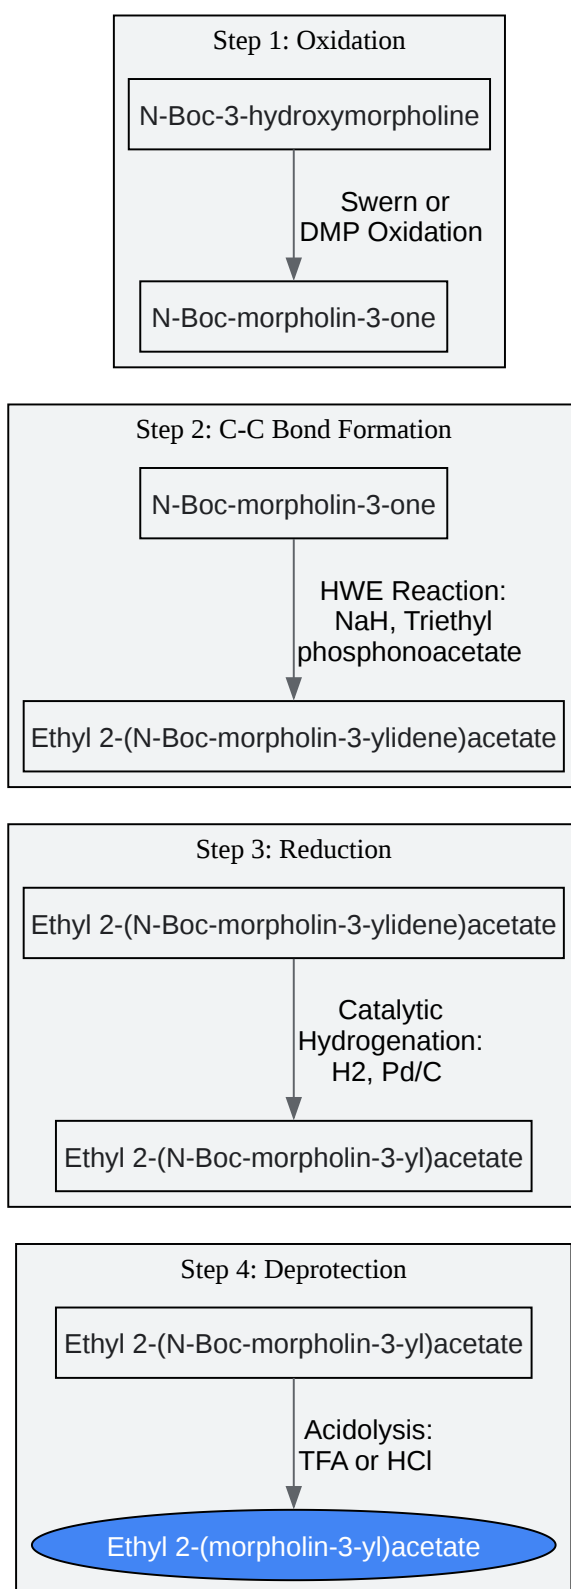 Step 1: Oxidation
N-Boc-3-hydroxymorpholine
Swern or
DMP Oxidation
N-Boc-morpholin-3-one
Step 2: C-C Bond Formation
N-Boc-morpholin-3-one
HWE Reaction:
NaH, Triethyl
phosphonoacetate
Ethyl 2-(N-Boc-morpholin-3-ylidene)acetate
Step 3: Reduction
Ethyl 2-(N-Boc-morpholin-3-ylidene)acetate
Catalytic
Hydrogenation:
H2, Pd/C
Ethyl 2-(N-Boc-morpholin-3-yl)acetate
Step 4: Deprotection
Ethyl 2-(N-Boc-morpholin-3-yl)acetate
Acidolysis:
TFA or HCl
Ethyl 2-(morpholin-3-yl)acetate